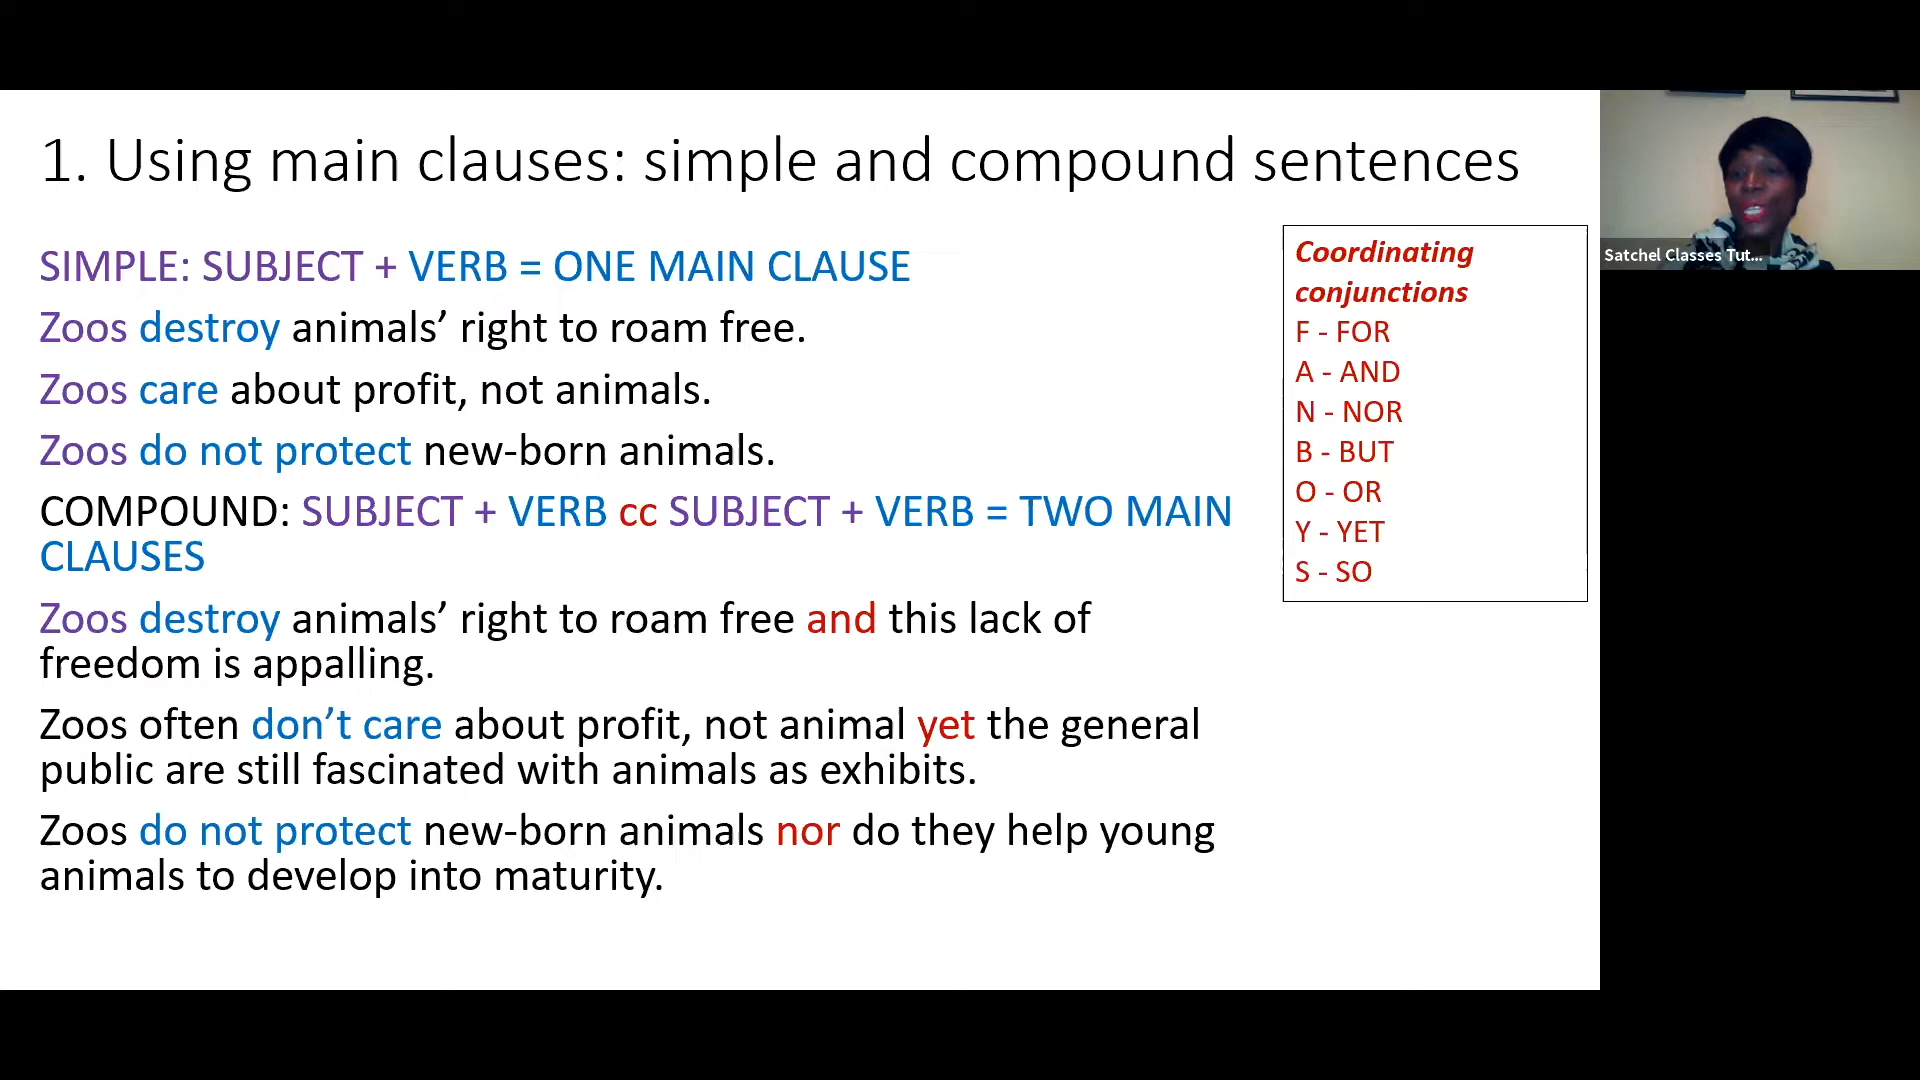 1. Using main clauses: simple and compound sentences
SIMPLE: SUBJECT + VERB = ONE MAIN CLAUSE
Zoos destroy animals’ right to roam free.
Zoos care about profit, not animals.
Zoos do not protect new-born animals.
COMPOUND: SUBJECT + VERB cc SUBJECT + VERB = TWO MAIN
CLAUSES
Zoos destroy animals’ right to roam free and this lack of
freedom is appalling.
Zoos often don’t care about profit, not animal yet the general
public are still fascinated with animals as exhibits.
Zoos do not protect new-born animals nor do they help young
animals to develop into maturity.
Coordinating
conjunctions
F - FOR
A - AND
N - NOR
B - BUT
O - OR
Y - YET
S - SO
Satchel Classes Tut...